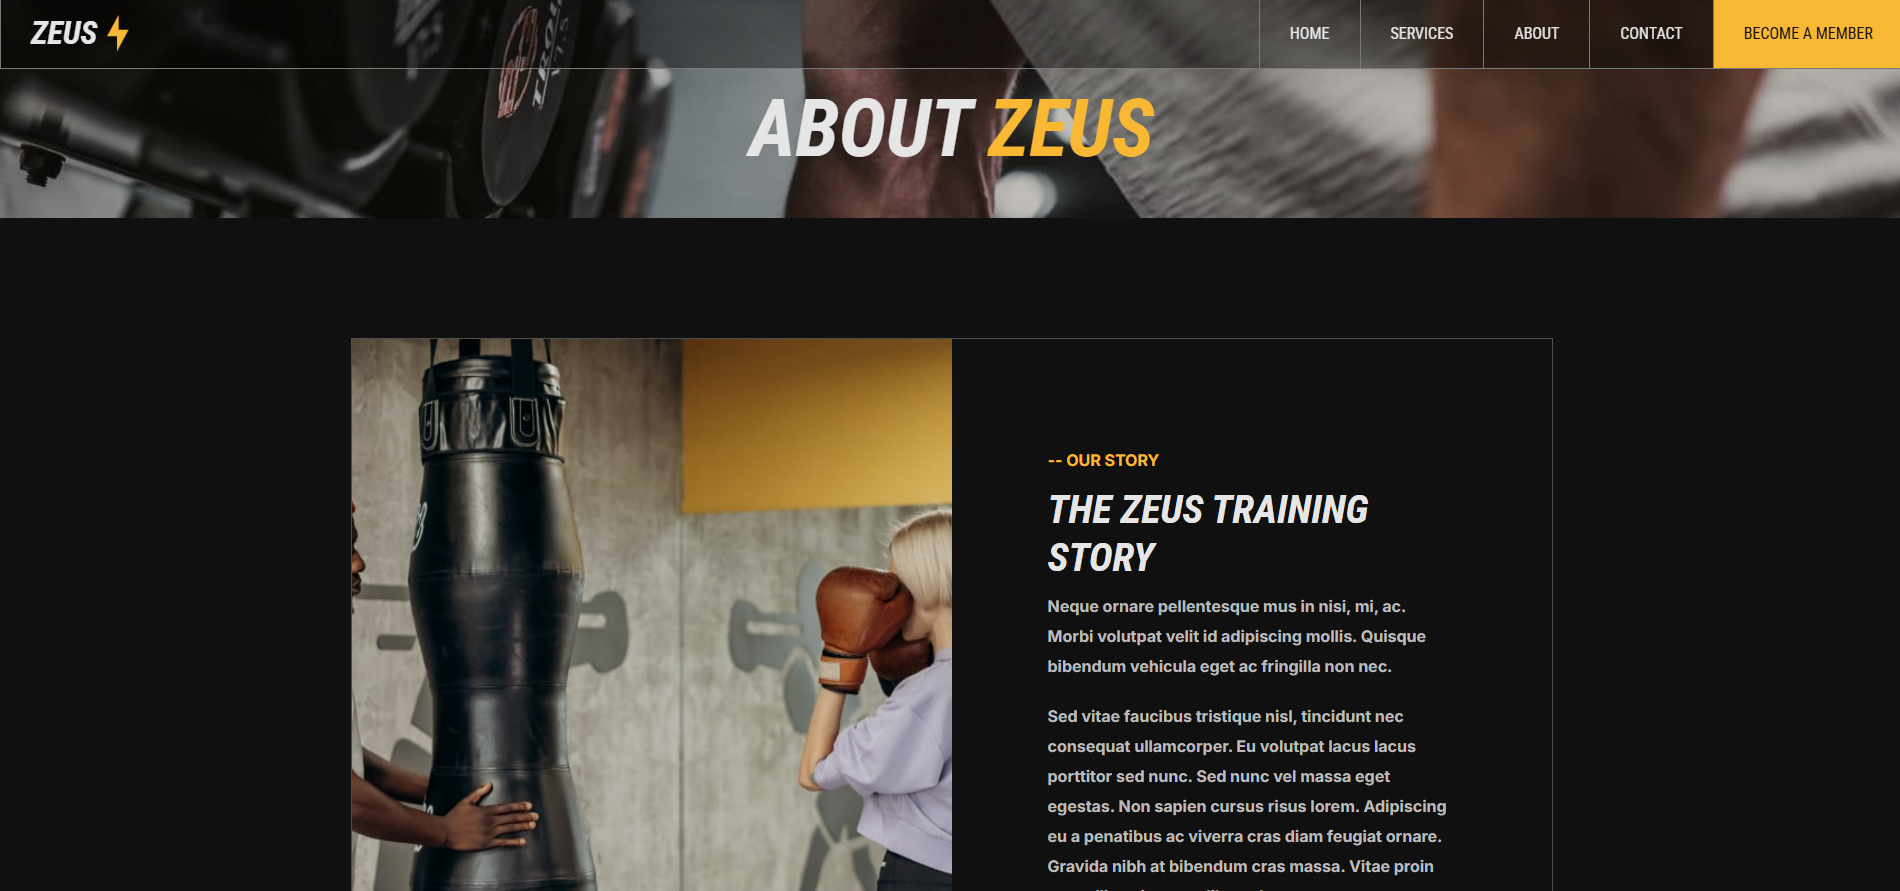 ZEUS
HOME SERVICES ABOUT CONTACT BECOME A MEMBER
ABOUT ZEUS
-- OUR STORY
THE ZEUS TRAINING
STORY
Neque ornare pellentesque mus in nisi, mi, ac.
Morbi volutpat velit id adipiscing mollis. Quisque
bibendum vehicula eget ac fringilla non nec.
Sed vitae faucibus tristique nisl, tincidunt nec
consequat ullamcorper. Eu volutpat lacus lacus
porttitor sed nunc. Sed nunc vel massa eget
egestas. Non sapien cursus risus lorem. Adipiscing
eu a penatibus ac viverra cras diam feugiat ornare.
Gravida nibh at bibendum cras massa. Vitae proin